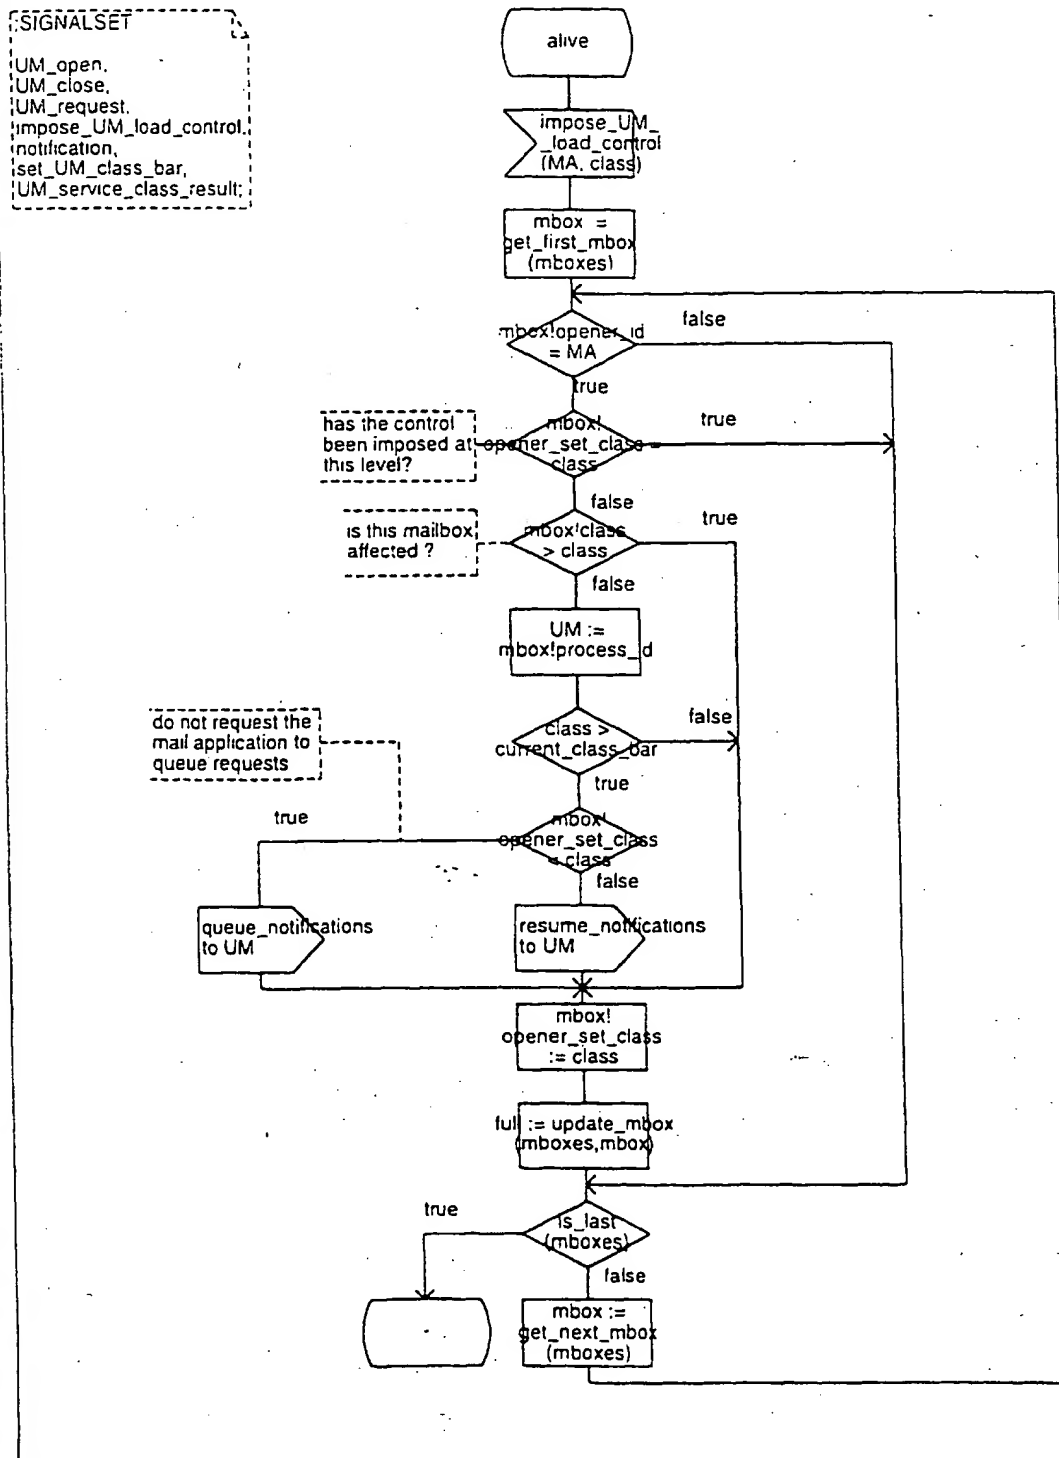 ;SIGNALSET
UM_open,
UM_close,
UM_request,
impose_UM_load_control,
notification,
set_UM_class_bar,
UM_service_class_result;
alive
impose_UM_
_load_control
(MA, class)
mbox =
get_first_mbox
(mboxes)
mbox!opener_id
= MA
false
true
has the control
been imposed at
this level?
mbox!
opener_set_class =
class
true
false
is this mailbox
affected ?
mbox!class
> class
true
false
UM :=
mbox!process_id
do not request the
mail application to
queue requests
class >
current_class_bar
false
true
mbox!
opener_set_class
< class
true
false
queue_notifications
to UM
resume_notifications
to UM
mbox!
opener_set_class
:= class
full := update_mbox
(mboxes,mbox)
is_last
(mboxes)
true
false
-
mbox :=
get_next_mbox
(mboxes)